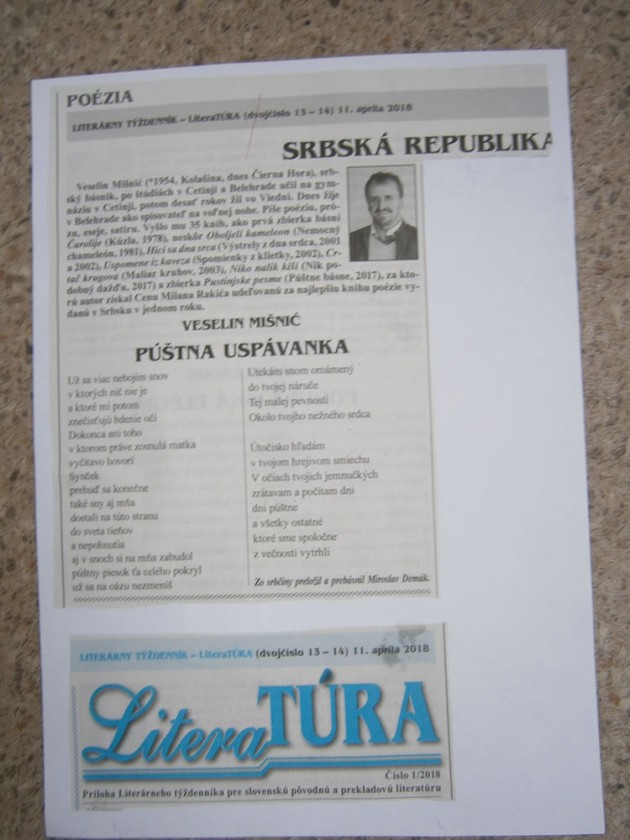 POÉZIA
LITERÁRNY TÝŽDENNÍK – LiteraTÚRA (dvojčíslo 13 – 14) 11. apríla 2018
SRBSKÁ REPUBLIKA
Veselin Mišnić (*1954, Kolašina, dnes Čierna Hora), srb-
ský básnik, po štúdiách v Cetinji a Belehrade učil na gym-
náziu v Cetinji, potom desať rokov žil vo Viedni. Dnes žije
v Belehrade ako spisovateľ na voľnej nohe. Píše poéziu, pró-
zu, eseje, satiru. Vyšlo mu 35 kníh, ako prvá zbierka básní
Čarolije (Kúzla, 1978), neskôr Oboljeli kameleon (Nemocný
chameleón, 1981), Hici sa dna srca (Výstrely z dna srdca, 2001
a 2002), Uspomene iz kaveza (Spomienky z klietky, 2002), Cr-
tač krugova (Maliar kruhov, 2003), Niko nalik kiši (Nik po-
dobný dažďu, 2017) a zbierka Pustinjske pesme (Púštne básne, 2017), za kto-
rú autor získal Cenu Milana Rakića udeľovanú za najlepšiu knihu poézie vy-
danú v Srbsku v jednom roku.
VESELIN MIŠNIĆ
PÚŠTNA USPÁVANKA
Už sa viac nebojím snov
v ktorých nič nie je
a ktoré mi potom
znečisťujú bdenie očí
Dokonca ani toho
v ktorom práve zosnulá matka
vyčítavo hovorí
Synček
prebuď sa konečne
také sny aj mňa
dostali na túto stranu
do sveta tieňov
a nepohnutia
aj v snoch si na mňa zabudol
púštny piesok ťa celého pokryl
už sa na oázu nezmeníš
Utekám snom omámený
do tvojej náruče
Tej malej pevnosti
Okolo tvojho nežného srdca
Útočisko hľadám
v tvojom hrejivom smiechu
V očiach tvojich jemnučkých
zrátavam a počítam dni
dni púštne
a všetky ostatné
ktoré sme spoločne
z večnosti vytrhli
Zo srbčiny preložil a prebásnil Miroslav Demák.
LITERÁRNY TÝŽDENNÍK – LiteraTÚRA (dvojčíslo 13 – 14) 11. apríla 2018
LiteraTÚRA
Číslo 1/2018
Príloha Literárneho týždenníka pre slovenskú pôvodnú a prekladovú literatúru